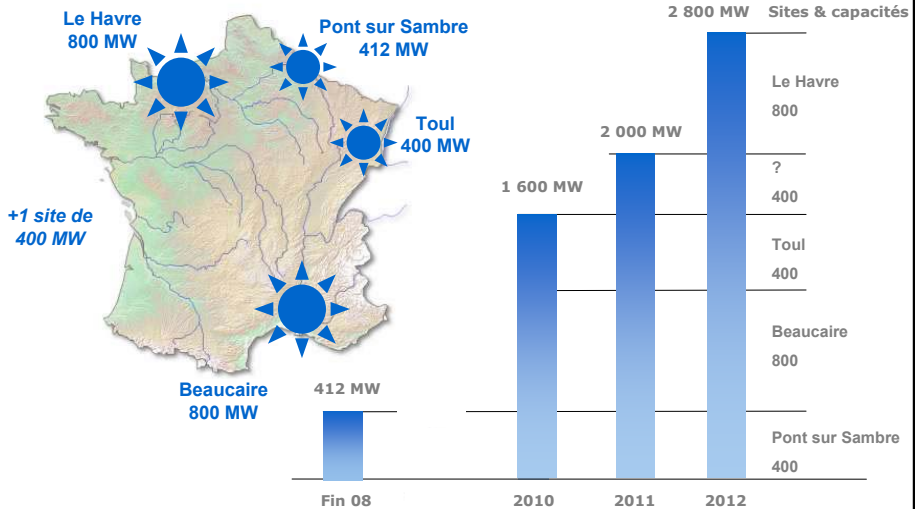 Le Havre
800 MW
Pont sur Sambre
412 MW
Toul
400 MW
+1 site de
400 MW
Beaucaire
800 MW
2 800 MW
Sites & capacités
Le Havre
800
2 000 MW
?
400
1 600 MW
Toul
400
Beaucaire
800
412 MW
Pont sur Sambre
400
Fin 08
2010
2011
2012